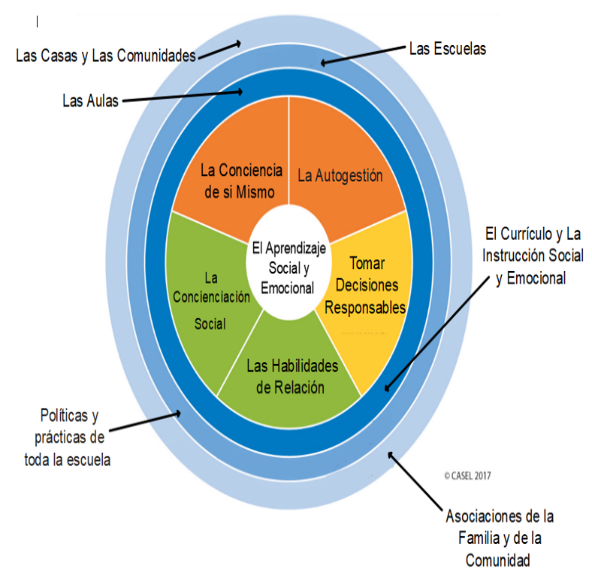 Las Casas y Las Comunidades
Las Escuelas
Las Aulas
La Conciencia
de si Mismo
La Autogestión
El Aprendizaje
Social y
Emocional
La
Concienciación
Social
Tomar
Decisiones
Responsables
Las Habilidades
de Relación
El Currículo y La
Instrucción Social
y Emocional
Políticas y
prácticas de
toda la escuela
© CASEL 2017
Asociaciones de la
Familia y de la
Comunidad